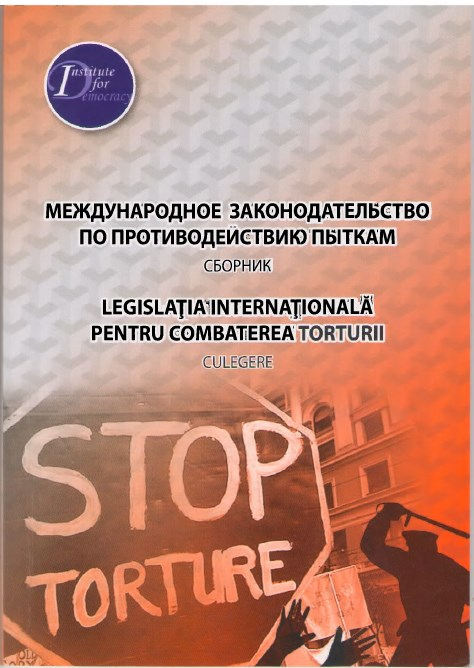 Institute
for
Democracy
МЕЖДУНАРОДНОЕ ЗАКОНОДАТЕЛЬСТВО
ПО ПРОТИВОДЕЙСТВИЮ ПЫТКАМ
СБОРНИК
LEGISLAŢIA INTERNAŢIONALĂ
PENTRU COMBATEREA TORTURII
CULEGERE
STOP
TORTURE